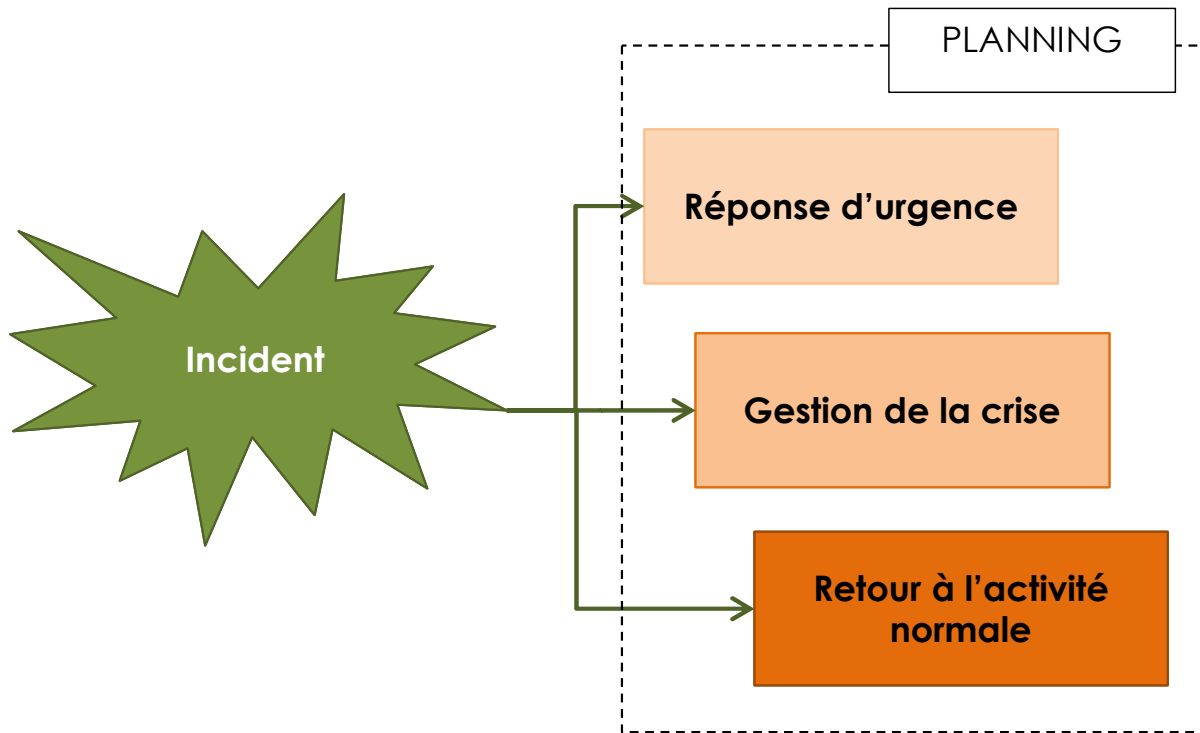 PLANNING
Réponse d’urgence
Incident
Gestion de la crise
Retour à l’activité
normale